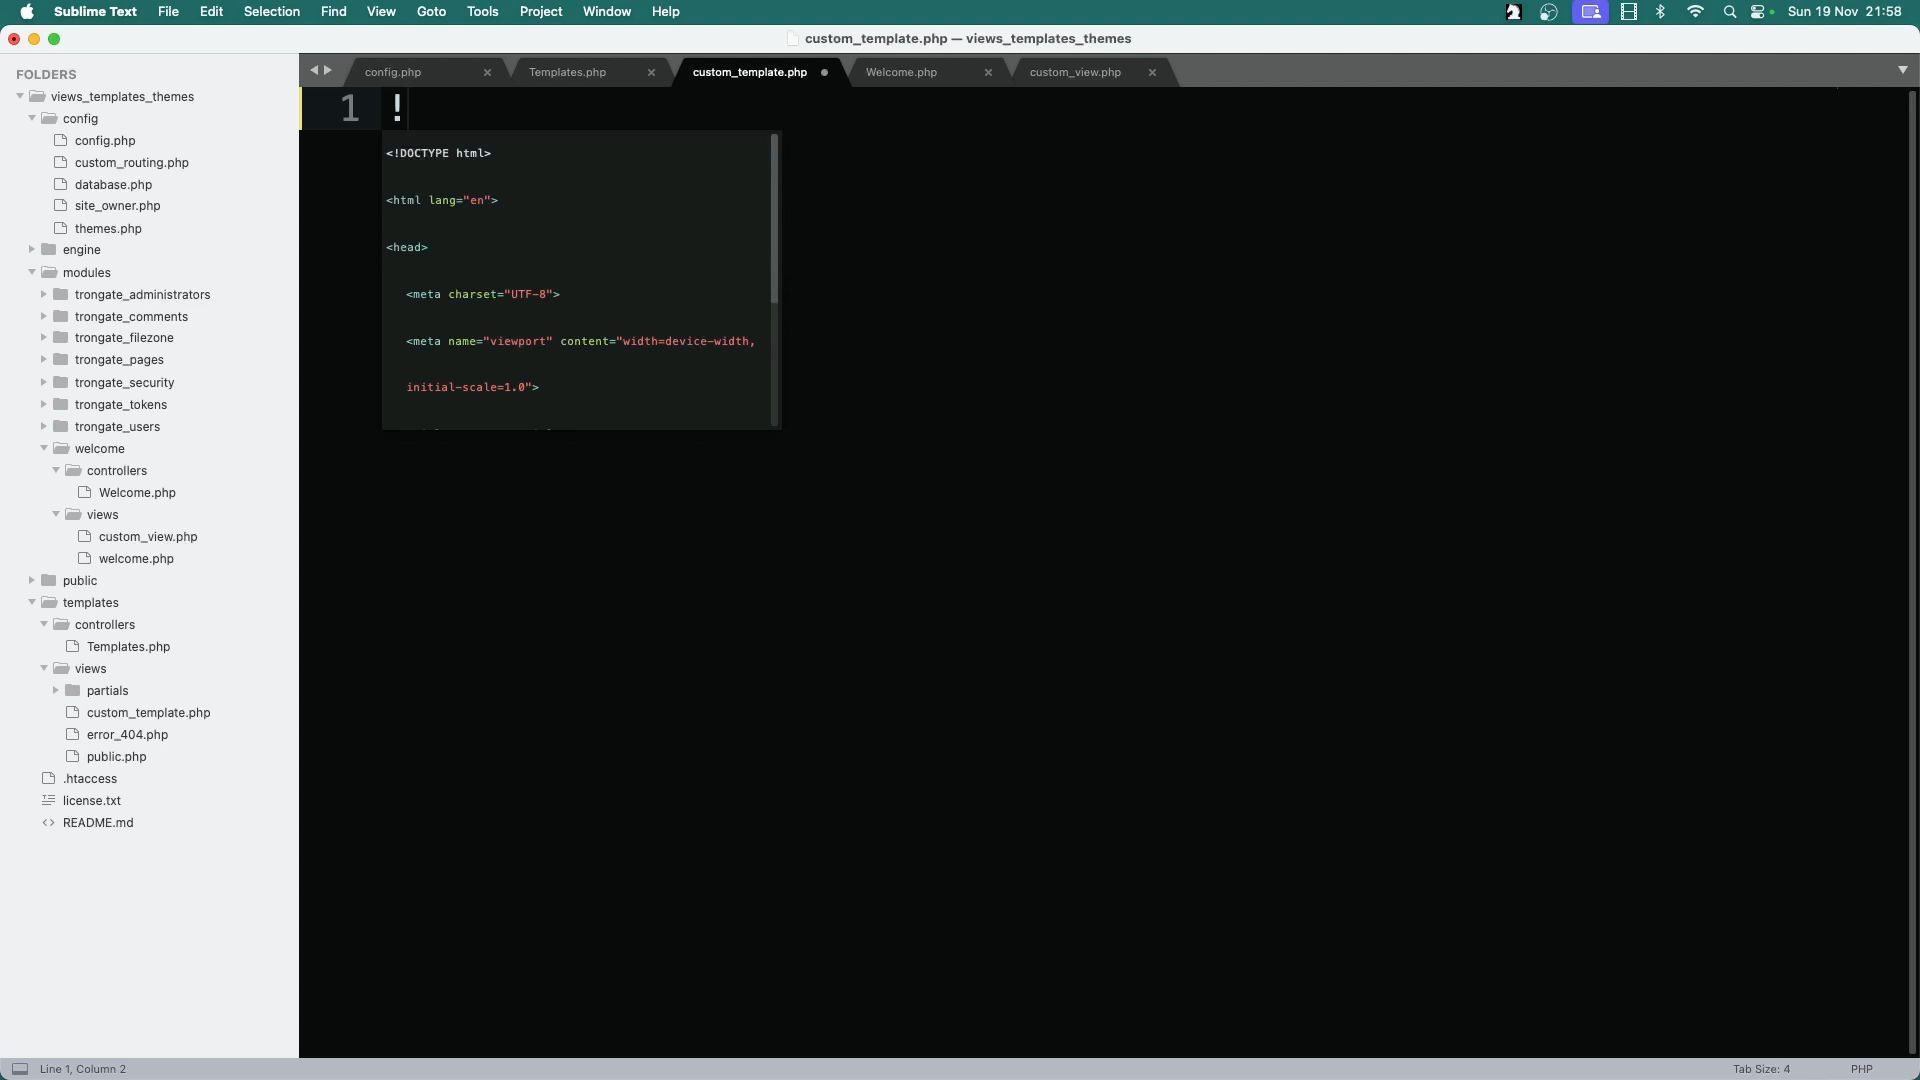 Sublime Text File Edit Selection Find View Goto Tools Project Window Help Sun 19 Nov 21:58
custom_template.php — views_templates_themes
FOLDERS
views_templates_themes
config
config.php
custom_routing.php
database.php
site_owner.php
themes.php
engine
modules
trongate_administrators
trongate_comments
trongate_filezone
trongate_pages
trongate_security
trongate_tokens
trongate_users
welcome
controllers
Welcome.php
views
custom_view.php
welcome.php
public
templates
controllers
Templates.php
views
partials
custom_template.php
error_404.php
public.php
.htaccess
license.txt
README.md
config.php Templates.php custom_template.php Welcome.php custom_view.php
1 !
<!DOCTYPE html>
<html lang="en">
<head>
<meta charset="UTF-8">
<meta name="viewport" content="width=device-width,
initial-scale=1.0">
Line 1, Column 2 Tab Size: 4 PHP